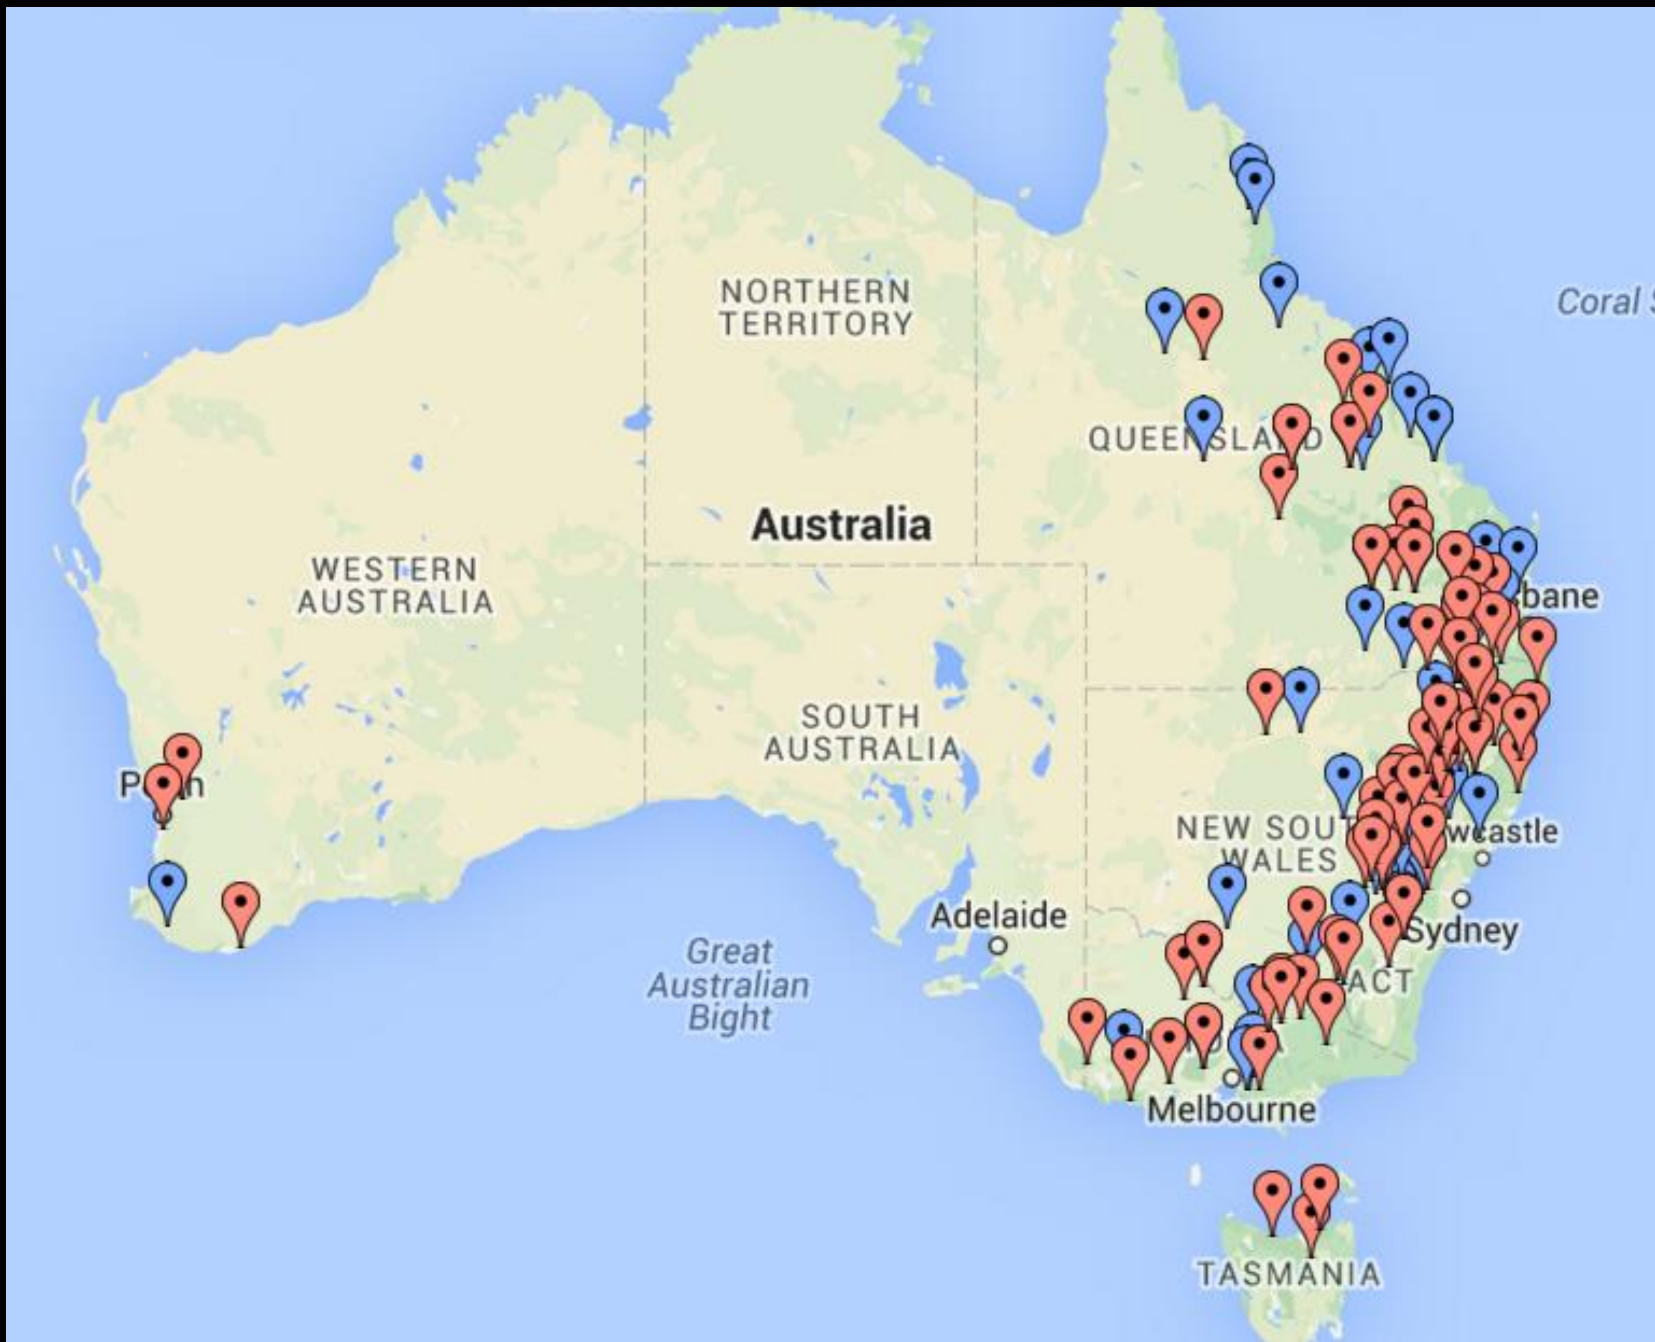 Coral S
NORTHERN
TERRITORY
QUEENSLAND
Australia
WESTERN
AUSTRALIA
bane
SOUTH
AUSTRALIA
P n
NEW SOUT
WALES
wcastle
Adelaide
Sydney
Great
Australian
Bight
ACT
Melbourne
TASMANIA